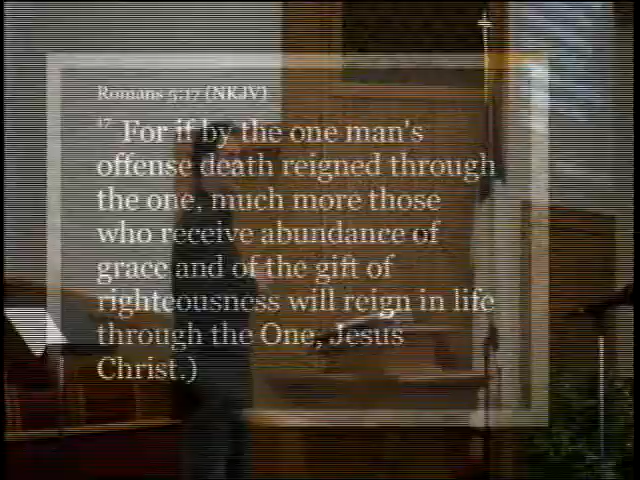 Romans 5:17 (NKJV)
17 For if by the one man's
offense death reigned through
the one, much more those
who receive abundance of
grace and of the gift of
righteousness will reign in life
through the One, Jesus
Christ.)